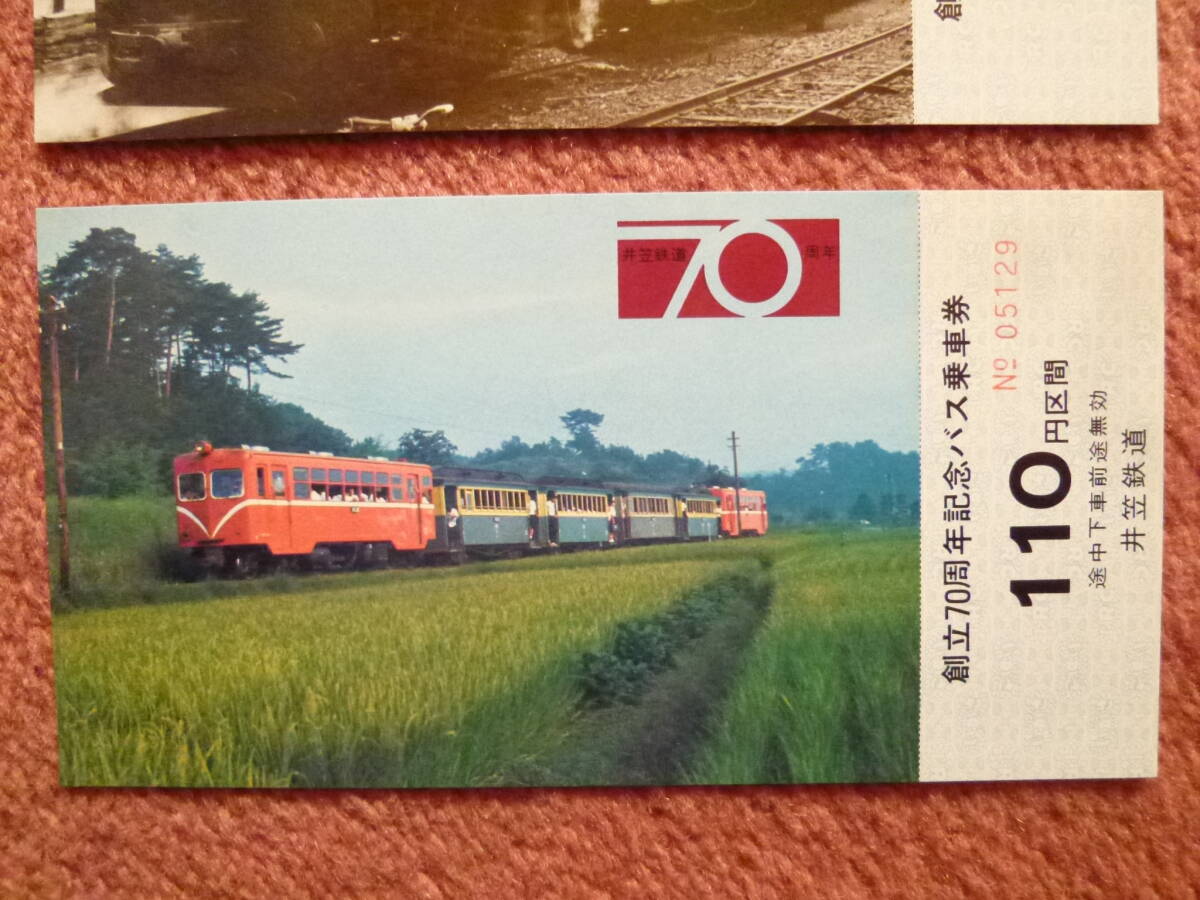 創
井笠鉄道 70 周年
創立70周年記念バス乗車券
№ 05129
110円区間
途中下車前途無効
井笠鉄道